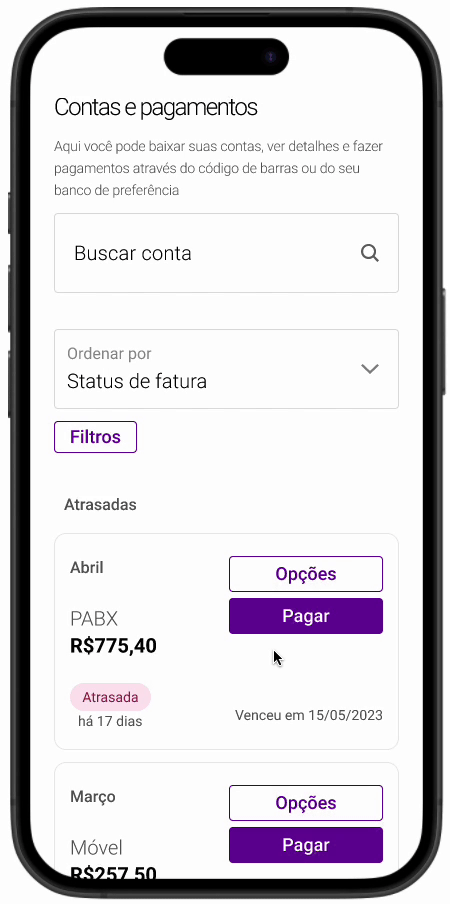 Contas e pagamentos
Aqui você pode baixar suas contas, ver detalhes e fazer
pagamentos através do código de barras ou do seu
banco de preferência
Buscar conta
Ordenar por
Status de fatura
Filtros
Atrasadas
Abril
Opções
PABX
Pagar
R$775,40
Atrasada
há 17 dias
Venceu em 15/05/2023
Março
Opções
Móvel
Pagar
R$257,50